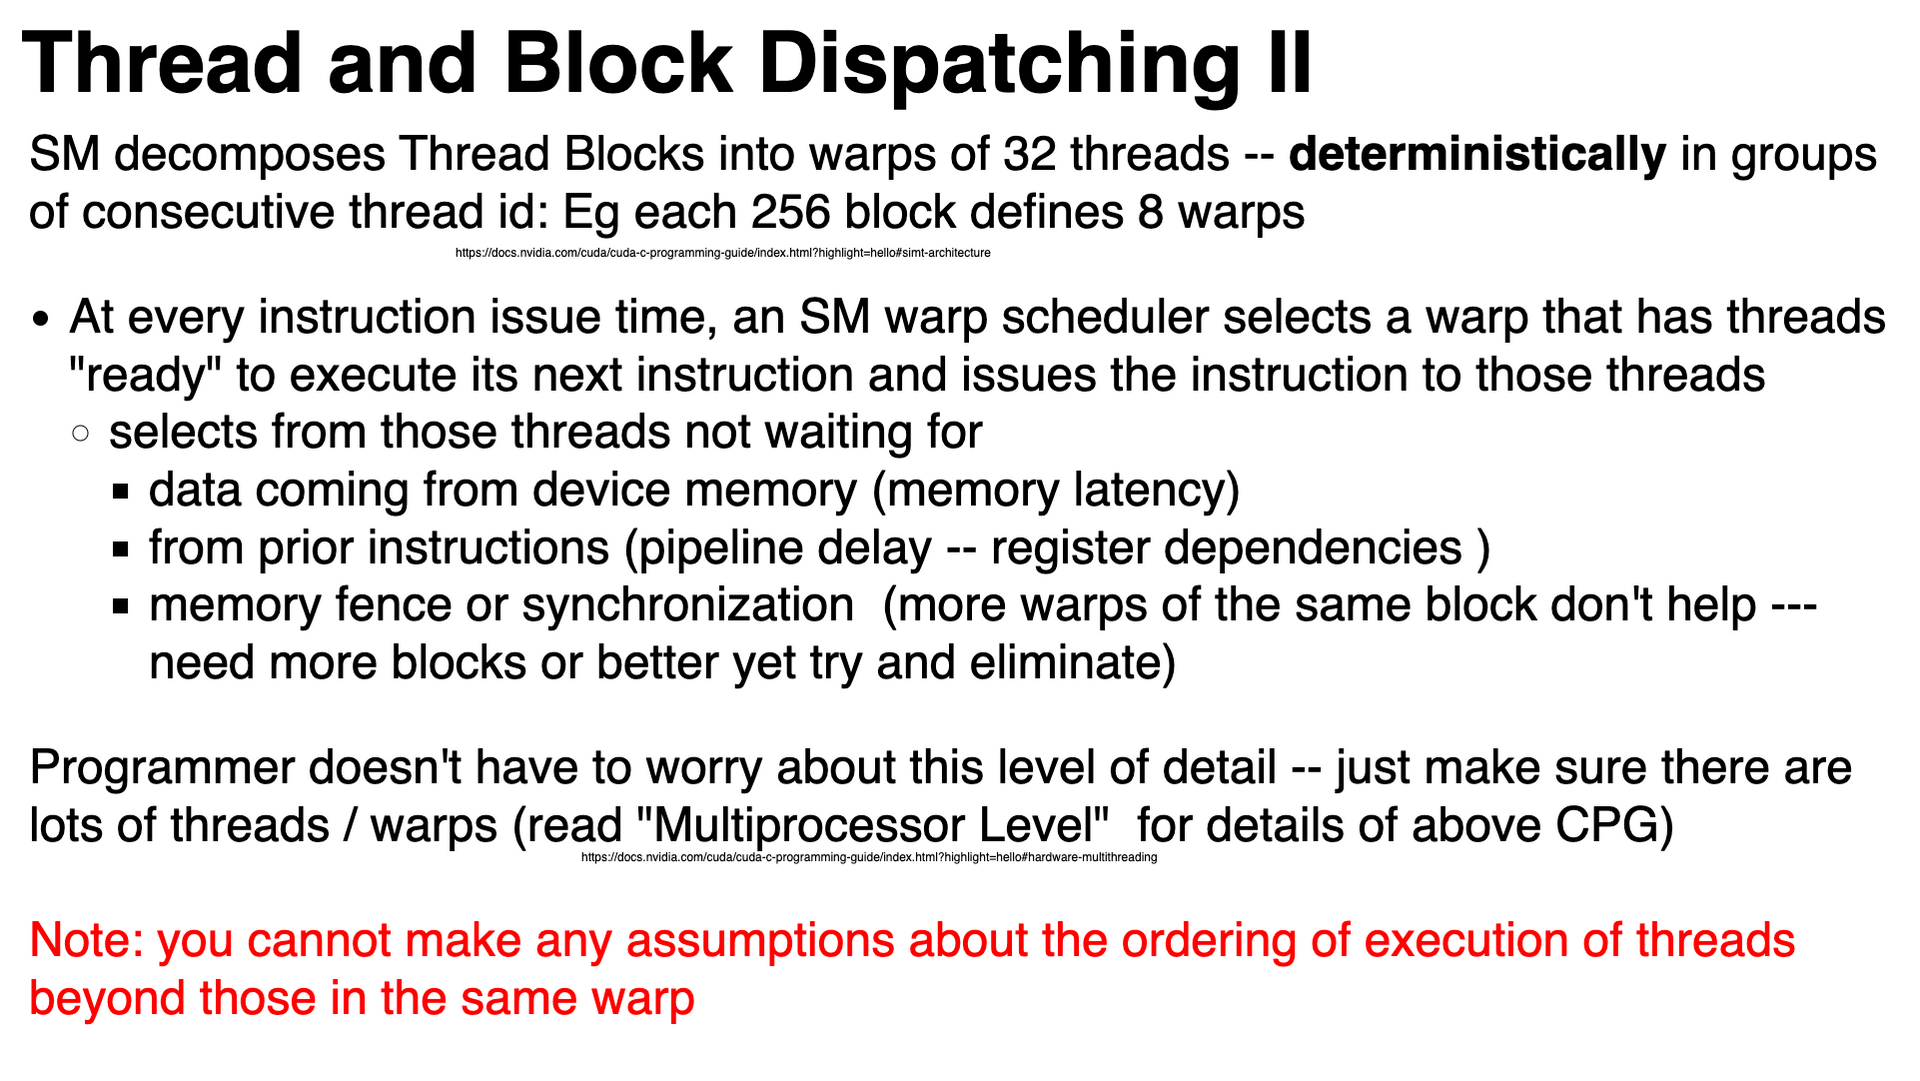 Thread and Block Dispatching II
SM decomposes Thread Blocks into warps of 32 threads -- deterministically in groups
of consecutive thread id: Eg each 256 block defines 8 warps
https://docs.nvidia.com/cuda/cuda-c-programming-guide/index.html?highlight=hello#simt-architecture
• At every instruction issue time, an SM warp scheduler selects a warp that has threads
"ready" to execute its next instruction and issues the instruction to those threads
○ selects from those threads not waiting for
■ data coming from device memory (memory latency)
■ from prior instructions (pipeline delay -- register dependencies )
■ memory fence or synchronization  (more warps of the same block don't help ---
need more blocks or better yet try and eliminate)
Programmer doesn't have to worry about this level of detail -- just make sure there are
lots of threads / warps (read "Multiprocessor Level"  for details of above CPG)
https://docs.nvidia.com/cuda/cuda-c-programming-guide/index.html?highlight=hello#hardware-multithreading
Note: you cannot make any assumptions about the ordering of execution of threads
beyond those in the same warp